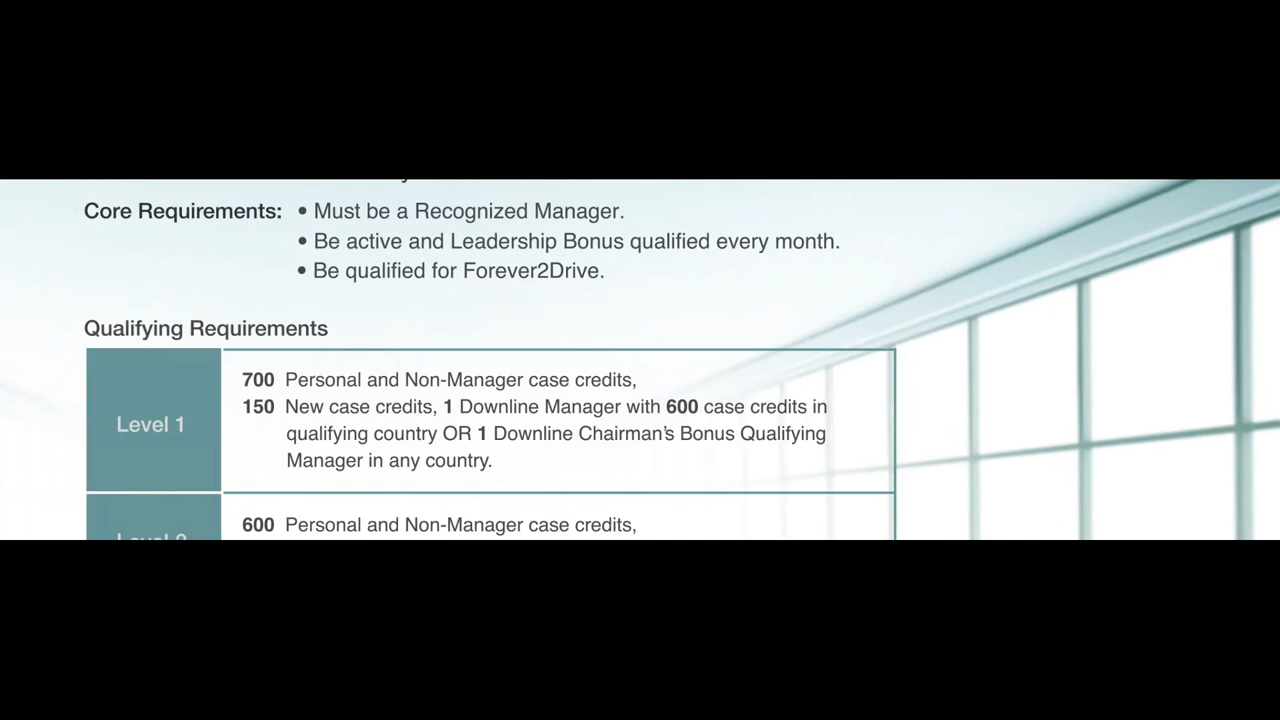 Core Requirements: • Must be a Recognized Manager.
• Be active and Leadership Bonus qualified every month.
• Be qualified for Forever2Drive.
Qualifying Requirements
Level 1
700 Personal and Non-Manager case credits,
150 New case credits, 1 Downline Manager with 600 case credits in
qualifying country OR 1 Downline Chairman's Bonus Qualifying
Manager in any country.
600 Personal and Non-Manager case credits,